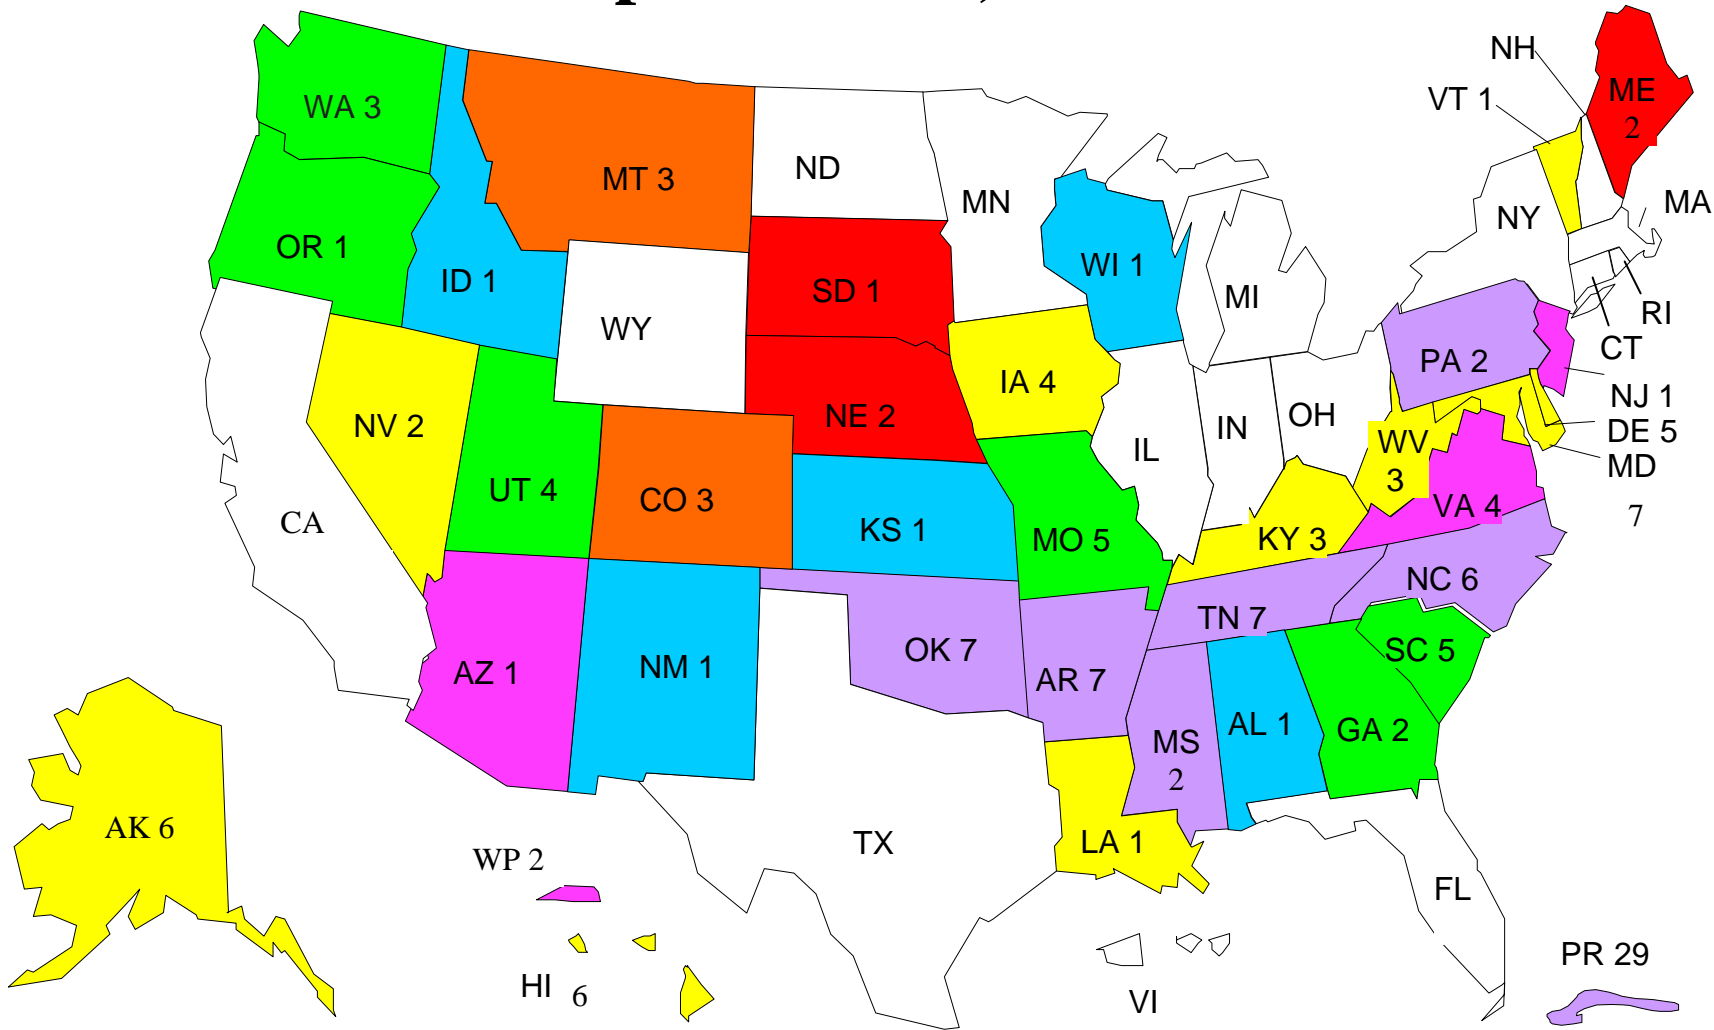 NH
VT 1
ME
2
WA 3
MT 3
ND
MN
NY
MA
OR 1
ID 1
SD 1
WI 1
MI
RI
WY
CT
PA 2
NJ 1
NV 2
IA 4
NE 2
OH
IN
IL
WV
3
DE 5
MD
7
UT 4
CO 3
CA
KS 1
MO 5
KY 3
VA 4
NC 6
TN 7
OK 7
AR 7
SC 5
AZ 1
NM 1
MS
2
AL 1
GA 2
AK 6
TX
LA 1
WP 2
FL
HI 6
VI
PR 29